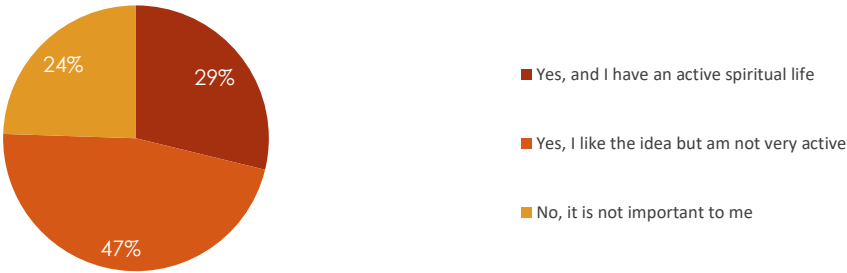 24%
29%
Yes, and I have an active spiritual life
Yes, I like the idea but am not very active
No, it is not important to me
47%